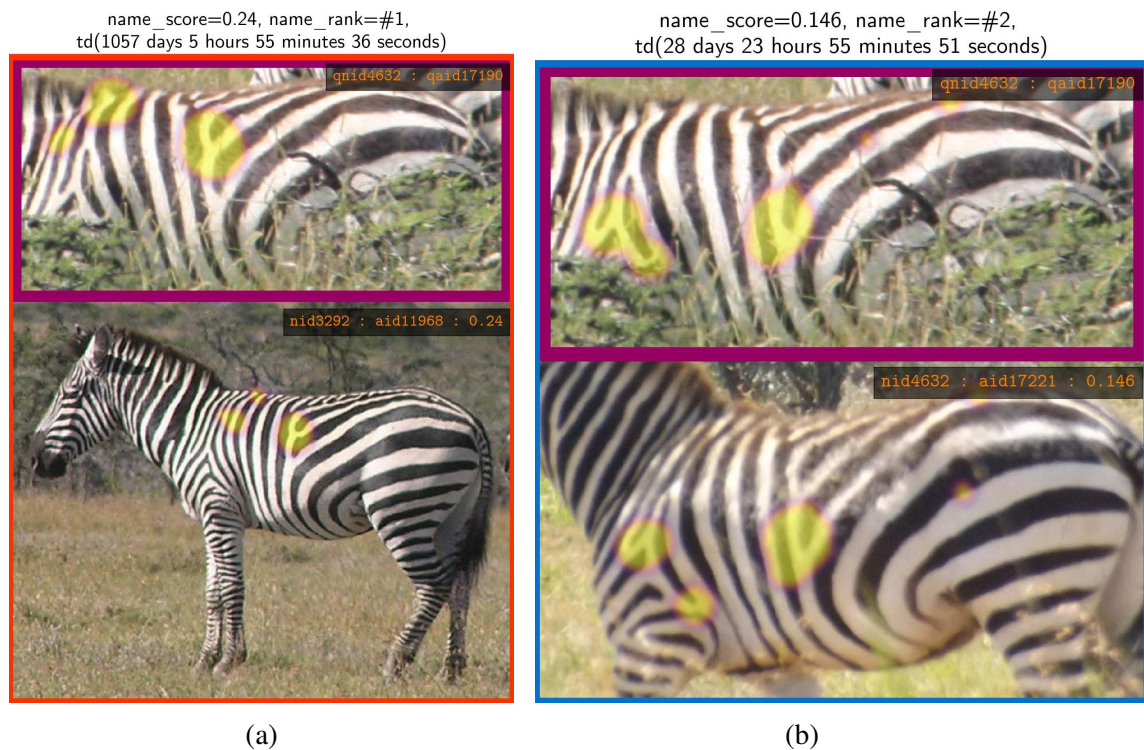 name_score=0.24, name_rank=#1,
td(1057 days 5 hours 55 minutes 36 seconds)
qnid4632 : qaid17190
nid3292 : aid11968 : 0.24
(a)
name_score=0.146, name_rank=#2,
td(28 days 23 hours 55 minutes 51 seconds)
qnid4632 : qaid17190
nid4632 : aid17221 : 0.146
(b)